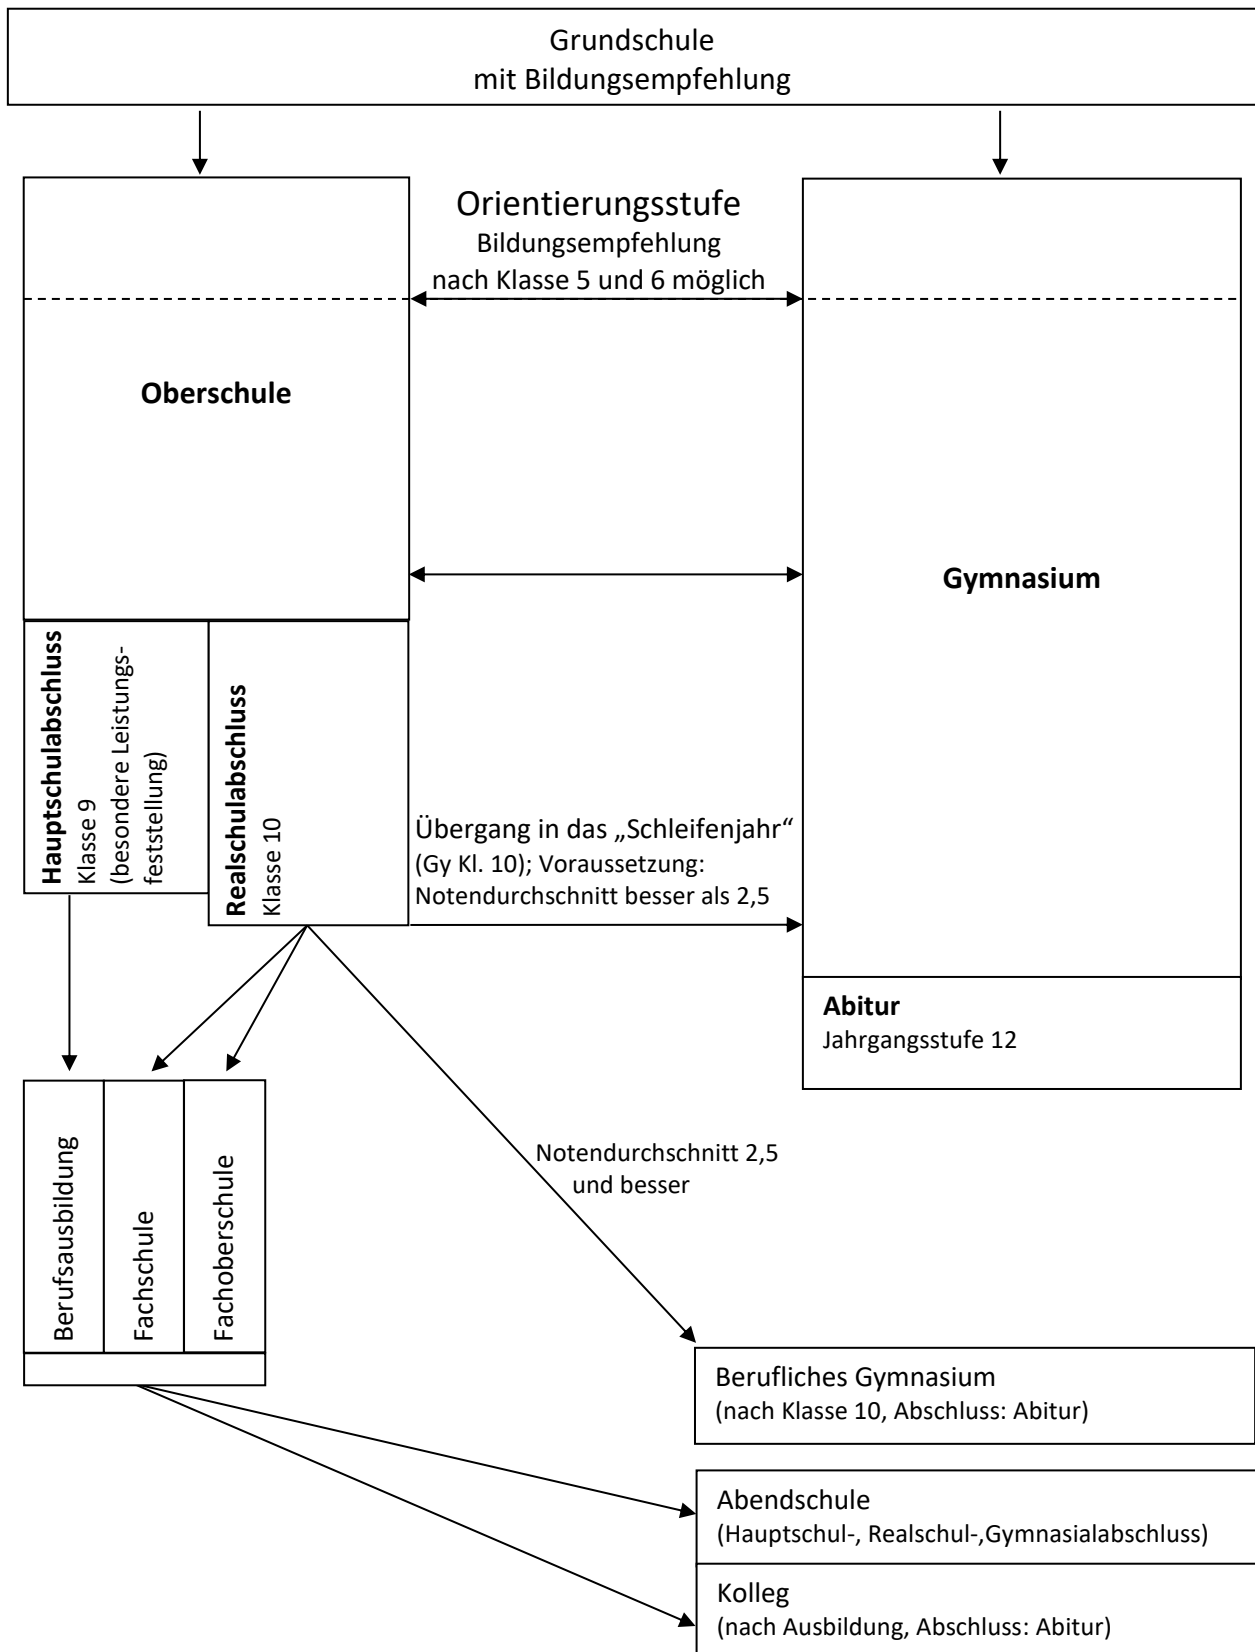 Grundschule
mit Bildungsempfehlung
Orientierungsstufe
Bildungsempfehlung
nach Klasse 5 und 6 möglich
Oberschule
Gymnasium
Hauptschulabschluss
Klasse 9
(besondere Leistungs-
feststellung)
Realschulabschluss
Klasse 10
Übergang in das „Schleifenjahr“
(Gy Kl. 10); Voraussetzung:
Notendurchschnitt besser als 2,5
Abitur
Jahrgangsstufe 12
Berufsausbildung
Fachschule
Fachoberschule
Notendurchschnitt 2,5
und besser
Berufliches Gymnasium
(nach Klasse 10, Abschluss: Abitur)
Abendschule
(Hauptschul-, Realschul-,Gymnasialabschluss)
Kolleg
(nach Ausbildung, Abschluss: Abitur)